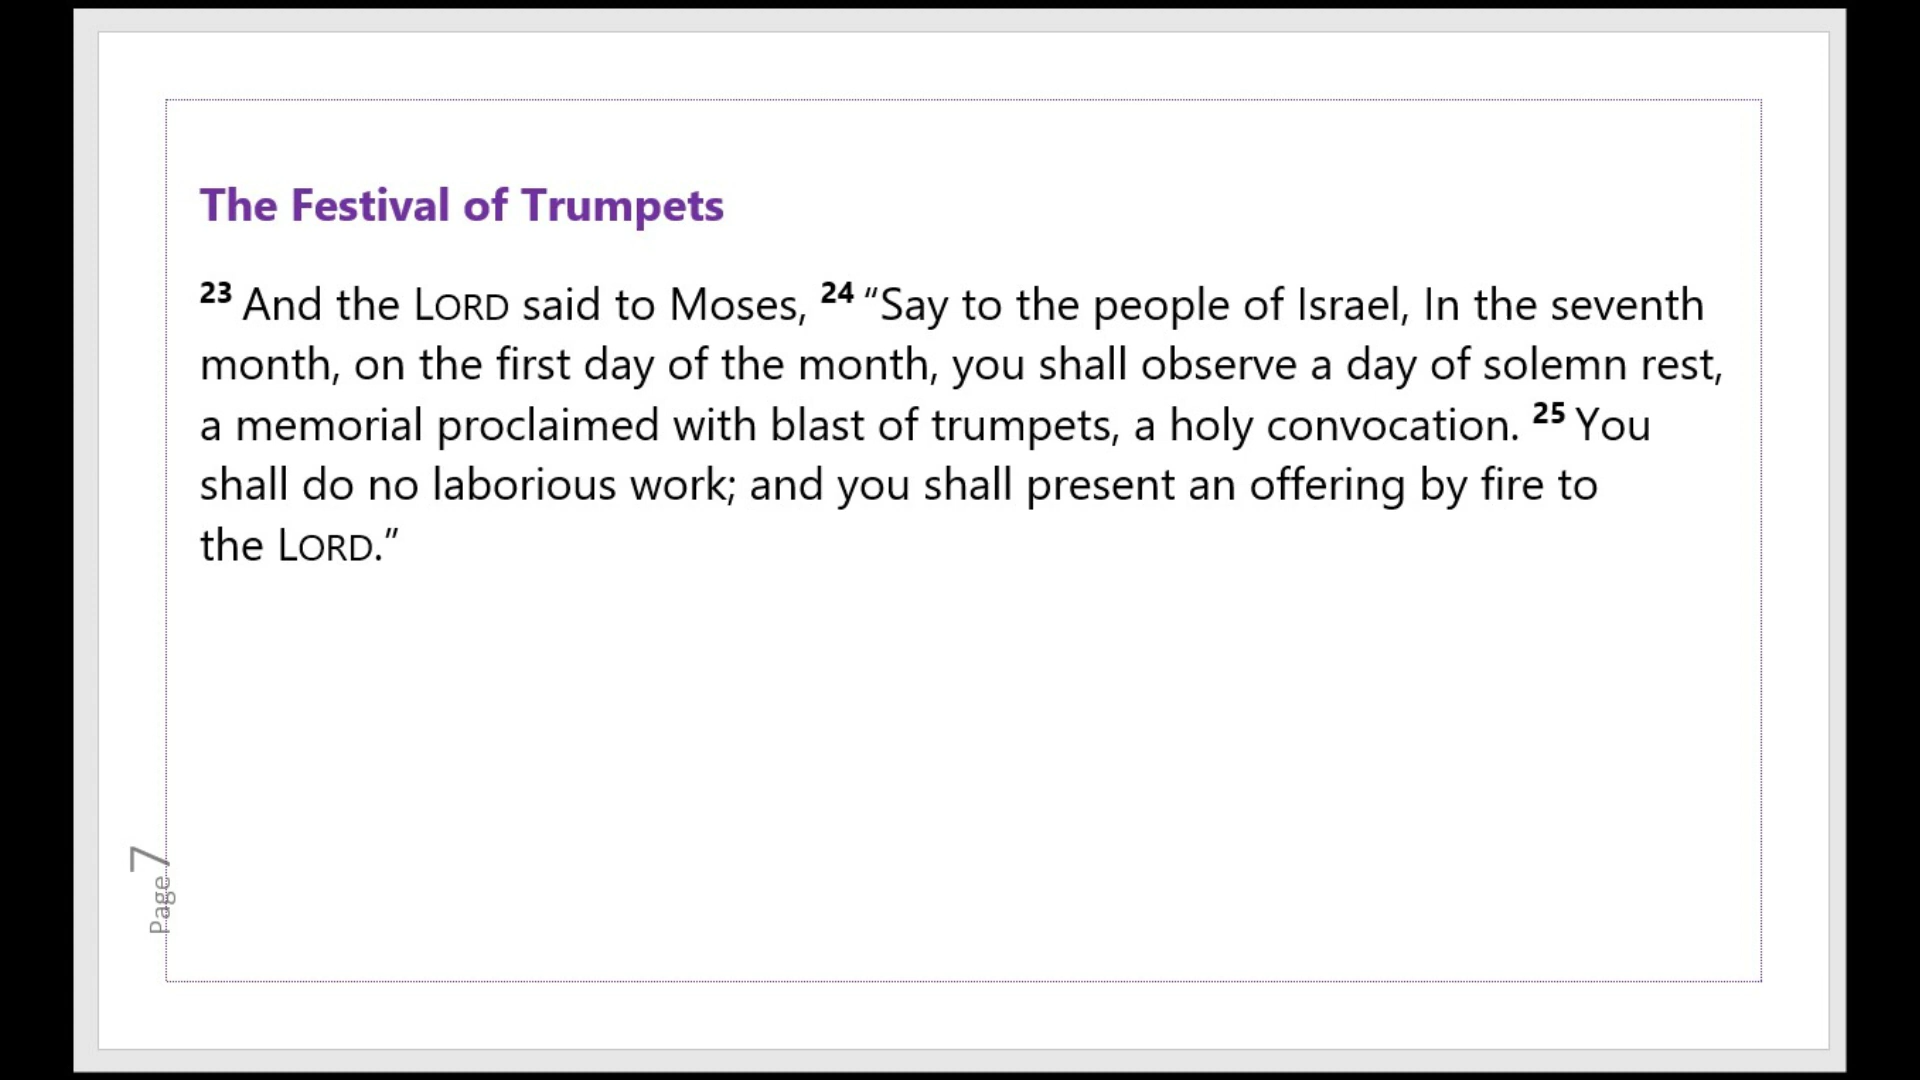 The Festival of Trumpets
23 And the LORD said to Moses, 24 “Say to the people of Israel, In the seventh
month, on the first day of the month, you shall observe a day of solemn rest,
a memorial proclaimed with blast of trumpets, a holy convocation. 25 You
shall do no laborious work; and you shall present an offering by fire to
the LORD.”
Page 7